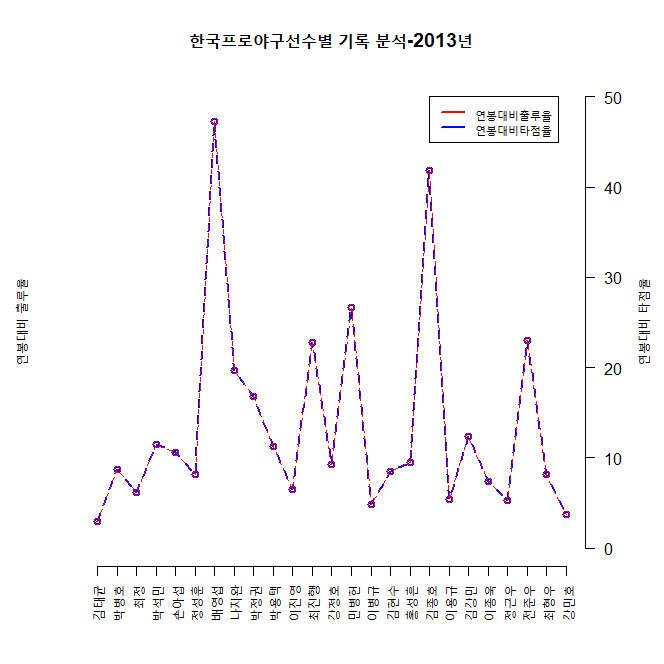 한국프로야구선수별 기록 분석-2013년
연봉대비출루율
연봉대비타점율
연봉대비 출루율
연봉대비 타점율
50
40
30
20
10
0
김태균
박병호
최정
박석민
손아섭
정성훈
배영섭
나지완
박정권
박용택
이진영
최진행
강정호
민병헌
이병규
김현수
홍성흔
김종호
이용규
김강민
이종욱
정근우
전준우
최형우
강민호